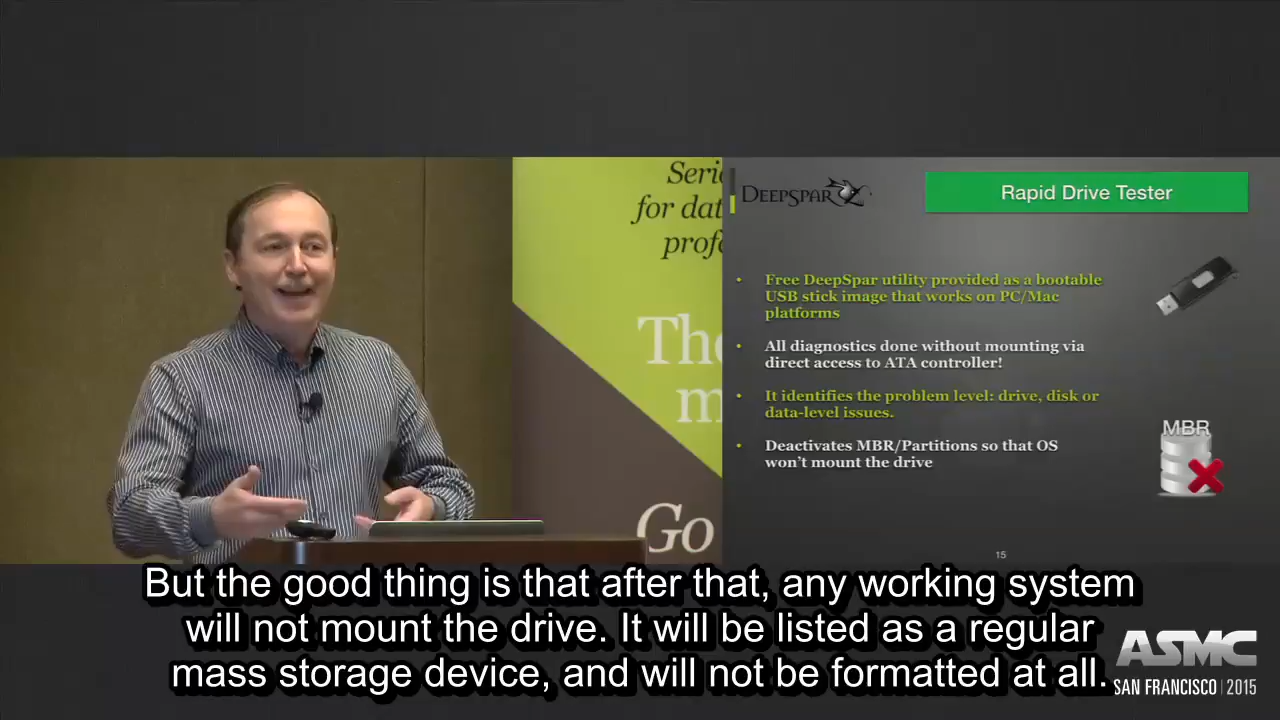 Serio
for dat
profe
The
m
Go
DEEPSPAR
Rapid Drive Tester
• Free DeepSpar utility provided as a bootable
USB stick image that works on PC/Mac
platforms
• All diagnostics done without mounting via
direct access to ATA controller!
• It identifies the problem level: drive, disk or
data-level issues.
• Deactivates MBR/Partitions so that OS
won't mount the drive
MBR
15
But the good thing is that after that, any working system
will not mount the drive. It will be listed as a regular
mass storage device, and will not be formatted at all.
ASMC
SAN FRANCISCO | 2015